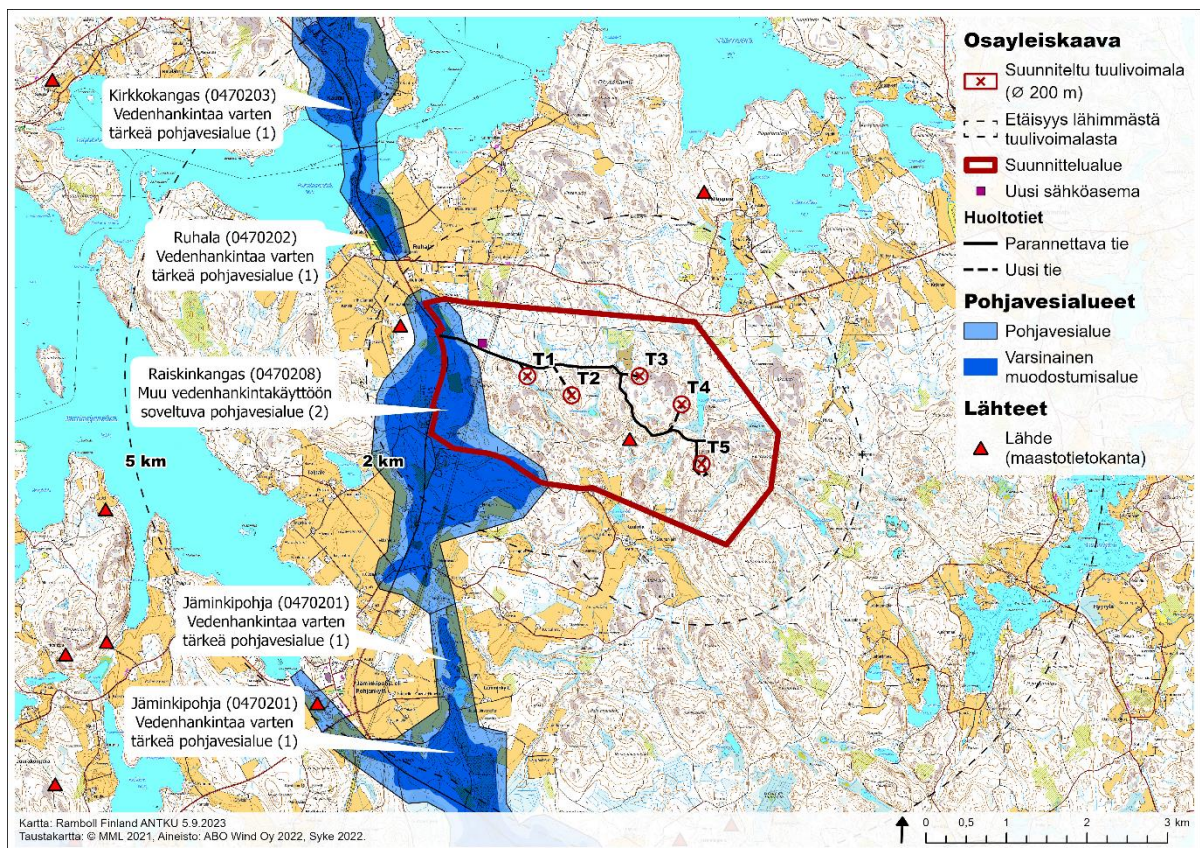 Kirkkokangas (0470203)
Vedenhankintaa varten
tärkeä pohjavesialue (1)
Ruhala (0470202)
Vedenhankintaa varten
tärkeä pohjavesialue (1)
Ruhala
Raiskinkangas (0470208)
Muu vedenhankintakäyttöön
soveltuva pohjavesialue (2)
T1
T2
T3
T4
T5
5 km
2 km
Jäminkipohja (0470201)
Vedenhankintaa varten
tärkeä pohjavesialue (1)
Jäminkipohja (0470201)
Vedenhankintaa varten
tärkeä pohjavesialue (1)
Osayleiskaava
Suunniteltu tuulivoimala
(Ø 200 m)
Etäisyys lähimmästä
tuulivoimalasta
Suunnittelualue
Uusi sähköasema
Huoltotiet
Parannettava tie
Uusi tie
Pohjavesialueet
Pohjavesialue
Varsinainen
muodostumisalue
Lähteet
Lähde
(maastotietokanta)
Kartta: Ramboll Finland ANTKU 5.9.2023
Taustakartta: © MML 2021, Aineisto: ABO Wind Oy 2022, Syke 2022.
0 0,5 1 2 3 km